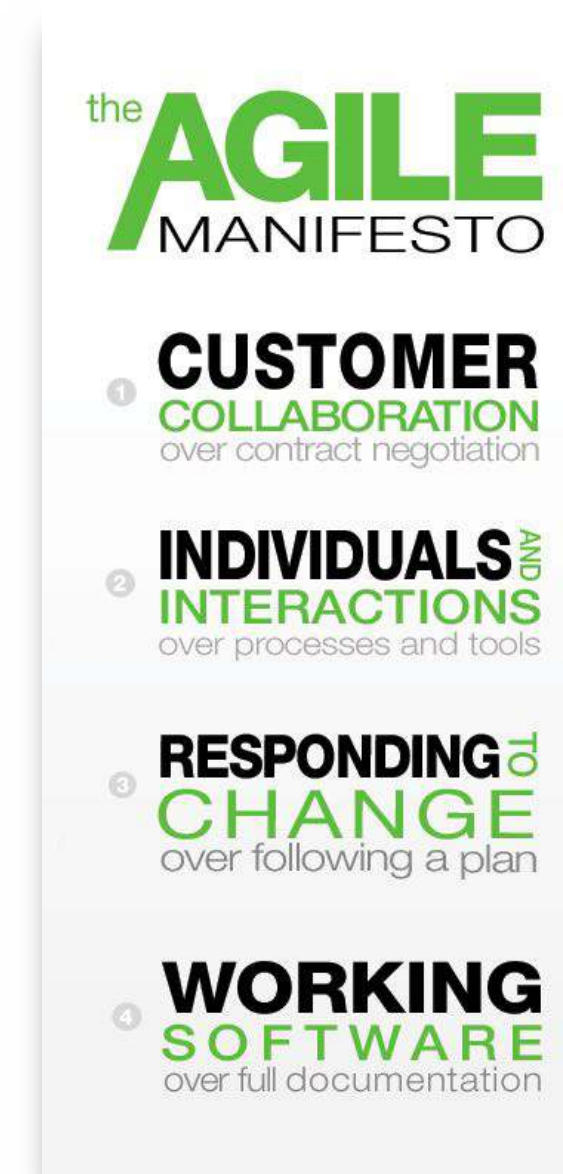 the AGILE
MANIFESTO
1 CUSTOMER
COLLABORATION
over contract negotiation
2 INDIVIDUALS AND
INTERACTIONS
over processes and tools
3 RESPONDING TO
CHANGE
over following a plan
4 WORKING
SOFTWARE
over full documentation